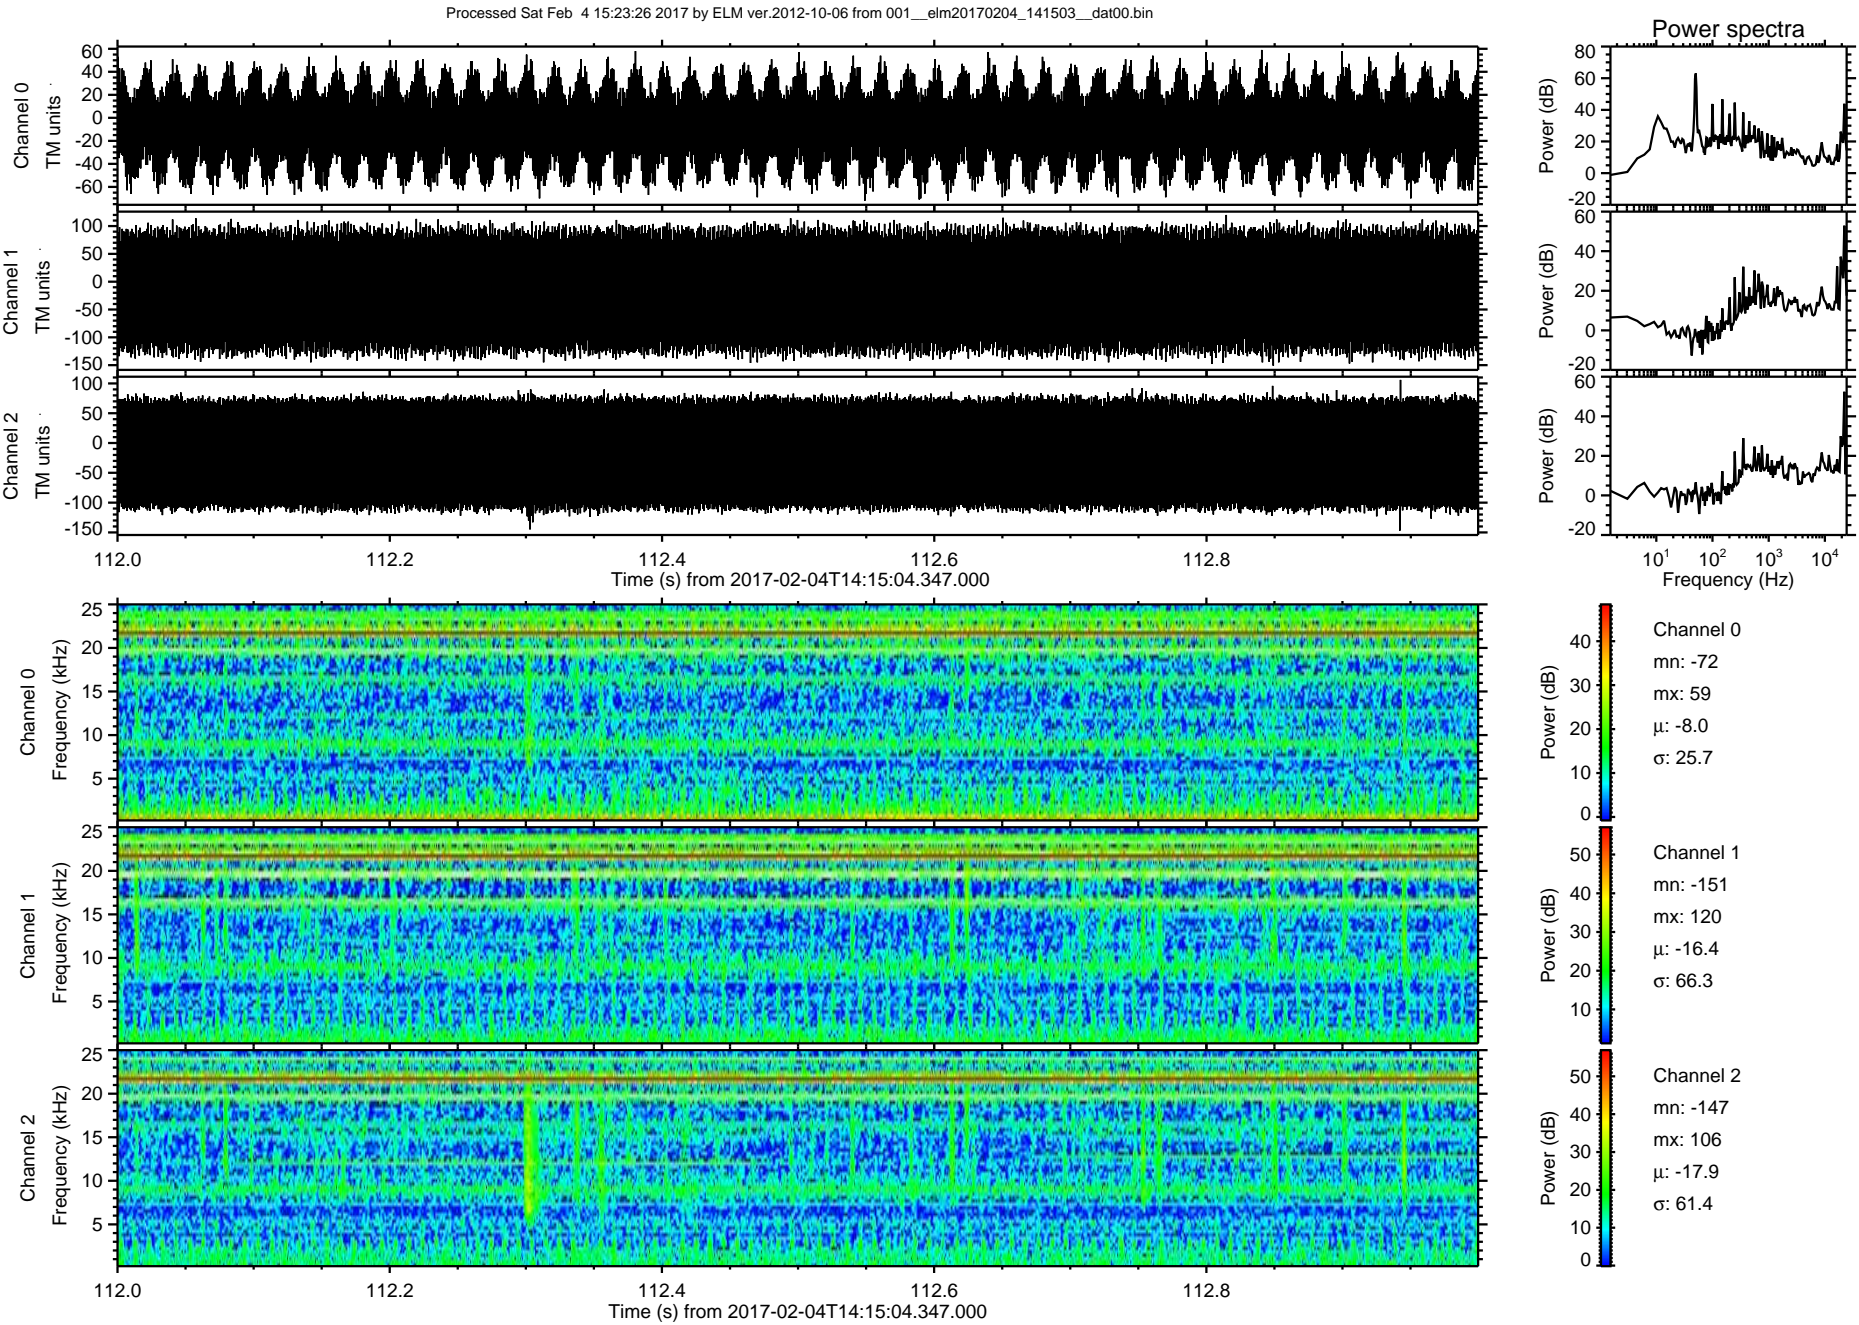 Processed Sat Feb  4 15:23:26 2017 by ELM ver.2012-10-06 from 001__elm20170204_141503__dat00.bin
Power spectra
Channel 0
TM units
60
40
20
0
-20
-40
-60
Power (dB)
80
60
40
20
0
-20
Channel 1
TM units
100
50
0
-50
-100
-150
Power (dB)
60
40
20
0
-20
Channel 2
TM units
100
50
0
-50
-100
-150
Power (dB)
60
40
20
0
-20
112.0 112.2 112.4 112.6 112.8
Time (s) from 2017-02-04T14:15:04.347.000
10¹ 10² 10³ 10⁴
Frequency (Hz)
Channel 0
Frequency (kHz)
25
20
15
10
5
Power (dB)
40
30
20
10
0
Channel 0
mn: -72
mx: 59
μ: -8.0
σ: 25.7
Channel 1
Frequency (kHz)
25
20
15
10
5
Power (dB)
50
40
30
20
10
Channel 1
mn: -151
mx: 120
μ: -16.4
σ: 66.3
Channel 2
Frequency (kHz)
25
20
15
10
5
Power (dB)
50
40
30
20
10
0
Channel 2
mn: -147
mx: 106
μ: -17.9
σ: 61.4
112.0 112.2 112.4 112.6 112.8
Time (s) from 2017-02-04T14:15:04.347.000